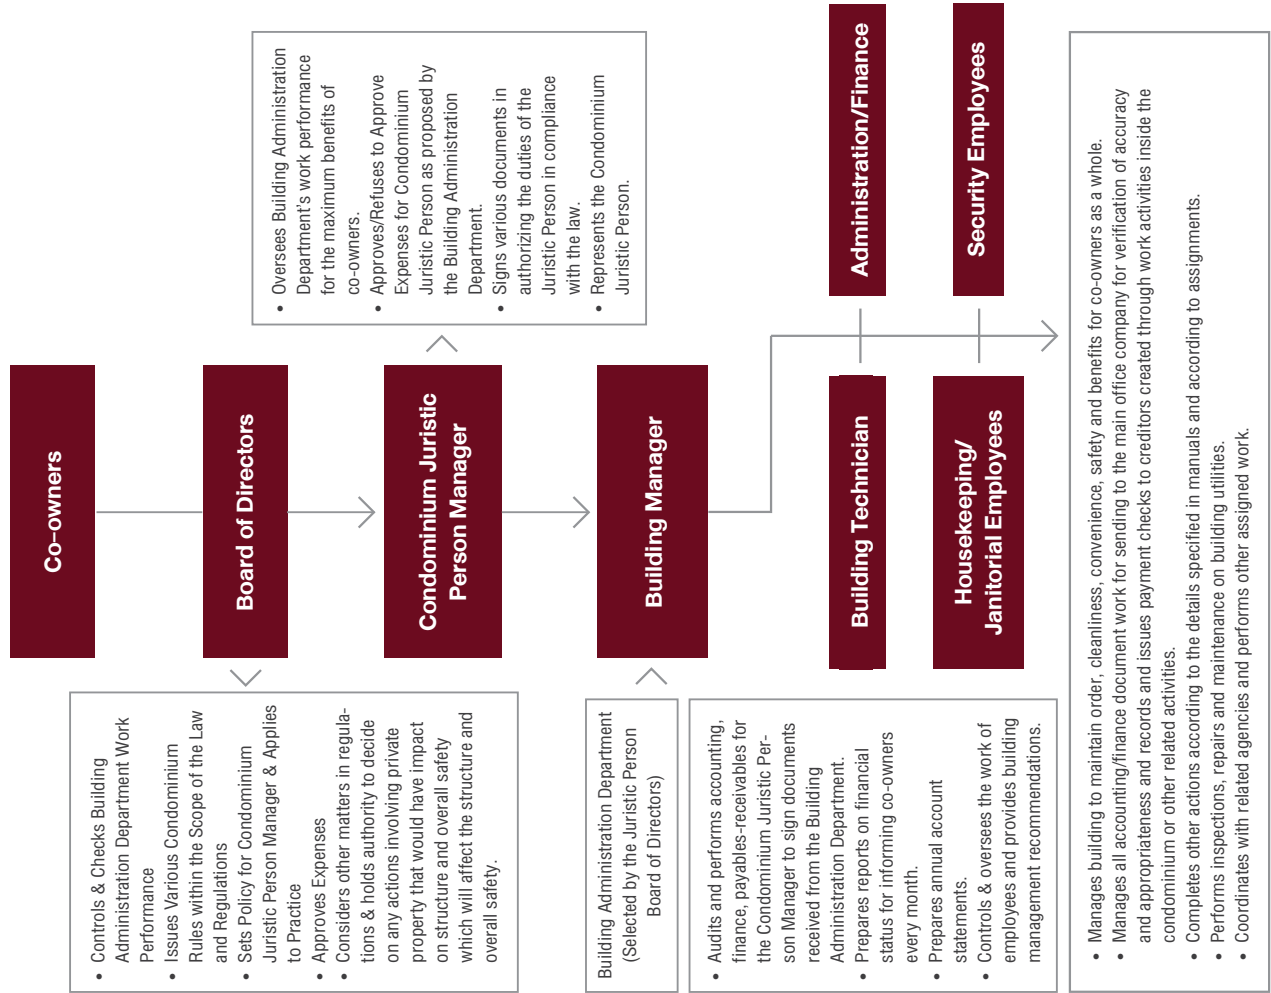 Co–owners
Board of Directors
• Controls & Checks Building
Administration Department Work
Performance
• Issues Various Condominium
Rules within the Scope of the Law
and Regulations
• Sets Policy for Condominium
Juristic Person Manager & Applies
to Practice
• Approves Expenses
• Considers other matters in regula-
tions & holds authority to decide
on any actions involving private
property that would have impact
on structure and overall safety
which will affect the structure and
overall safety.
Condominium Juristic
Person Manager
• Oversees Building Administration
Department's work performance
for the maximum benefits of
co-owners.
• Approves/Refuses to Approve
Expenses for Condominium
Juristic Person as proposed by
the Building Administration
Department.
• Signs various documents in
authorizing the duties of the
Juristic Person in compliance
with the law.
• Represents the Condominium
Juristic Person.
Building Administration Department
(Selected by the Juristic Person
Board of Directors)
Building Manager
• Audits and performs accounting,
finance, payables-receivables for
the Condominium Juristic Per-
son Manager to sign documents
received from the Building
Administration Department.
• Prepares reports on financial
status for informing co-owners
every month.
• Prepares annual account
statements.
• Controls & oversees the work of
employees and provides building
management recommendations.
Building Technician
Administration/Finance
Housekeeping/
Janitorial Employees
Security Employees
• Manages building to maintain order, cleanliness, convenience, safety and benefits for co-owners as a whole.
• Manages all accounting/finance document work for sending to the main office company for verification of accuracy
and appropriateness and records and issues payment checks to creditors created through work activities inside the
condominium or other related activities.
• Completes other actions according to the details specified in manuals and according to assignments.
• Performs inspections, repairs and maintenance on building utilities.
• Coordinates with related agencies and performs other assigned work.